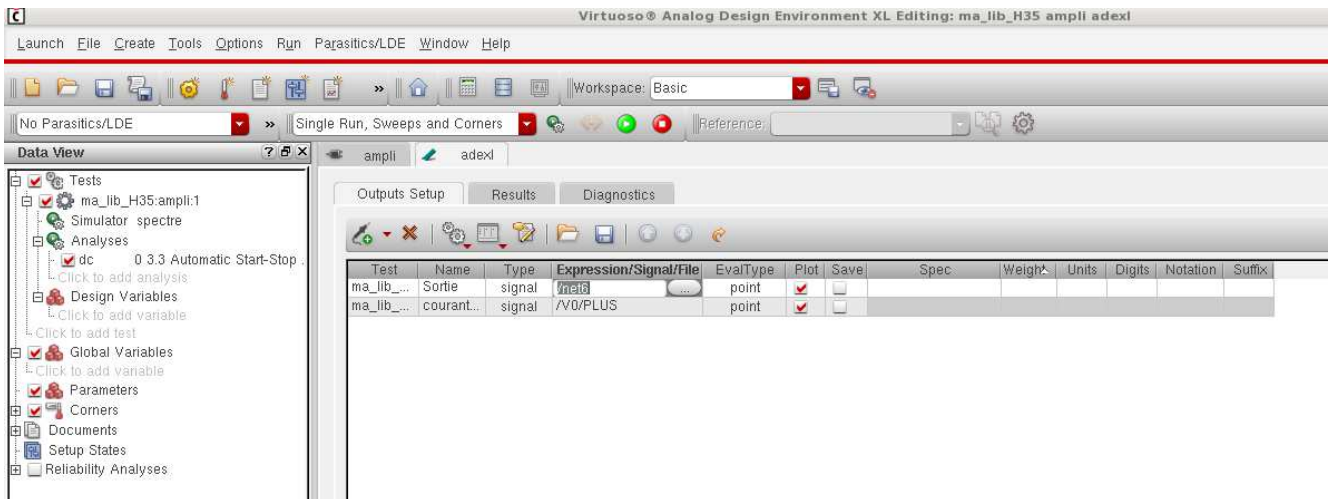 Virtuoso® Analog Design Environment XL Editing: ma_lib_H35 ampli adexl
Launch File Create Tools Options Run Parasitics/LDE Window Help
» Workspace: Basic
No Parasitics/LDE » Single Run, Sweeps and Corners Reference:
Data View ampli adexl
Tests
ma_lib_H35:ampli:1
Simulator spectre
Analyses
dc 0 3.3 Automatic Start-Stop .
Click to add analysis
Design Variables
Click to add variable
Click to add test
Global Variables
Click to add variable
Parameters
Corners
Documents
Setup States
Reliability Analyses
Outputs Setup Results Diagnostics
Test Name Type Expression/Signal/File EvalType Plot Save Spec Weight Units Digits Notation Suffix
ma_lib_... Sortie signal /net6 ... point
ma_lib_... courant... signal /V0/PLUS point